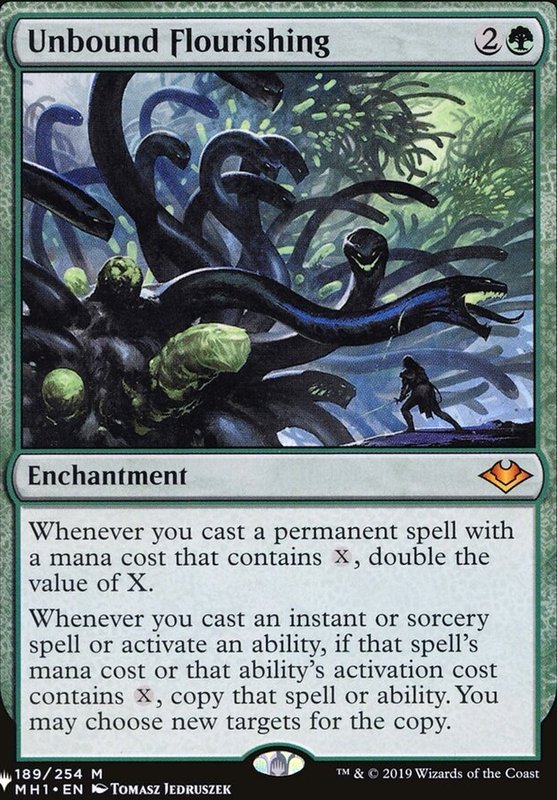 Unbound Flourishing 2
Enchantment
Whenever you cast a permanent spell with
a mana cost that contains X, double the
value of X.
Whenever you cast an instant or sorcery
spell or activate an ability, if that spell's
mana cost or that ability's activation cost
contains X, copy that spell or ability. You
may choose new targets for the copy.
189/254 M
MH1 • EN Tomasz Jedruszek
™ & © 2019 Wizards of the Coast